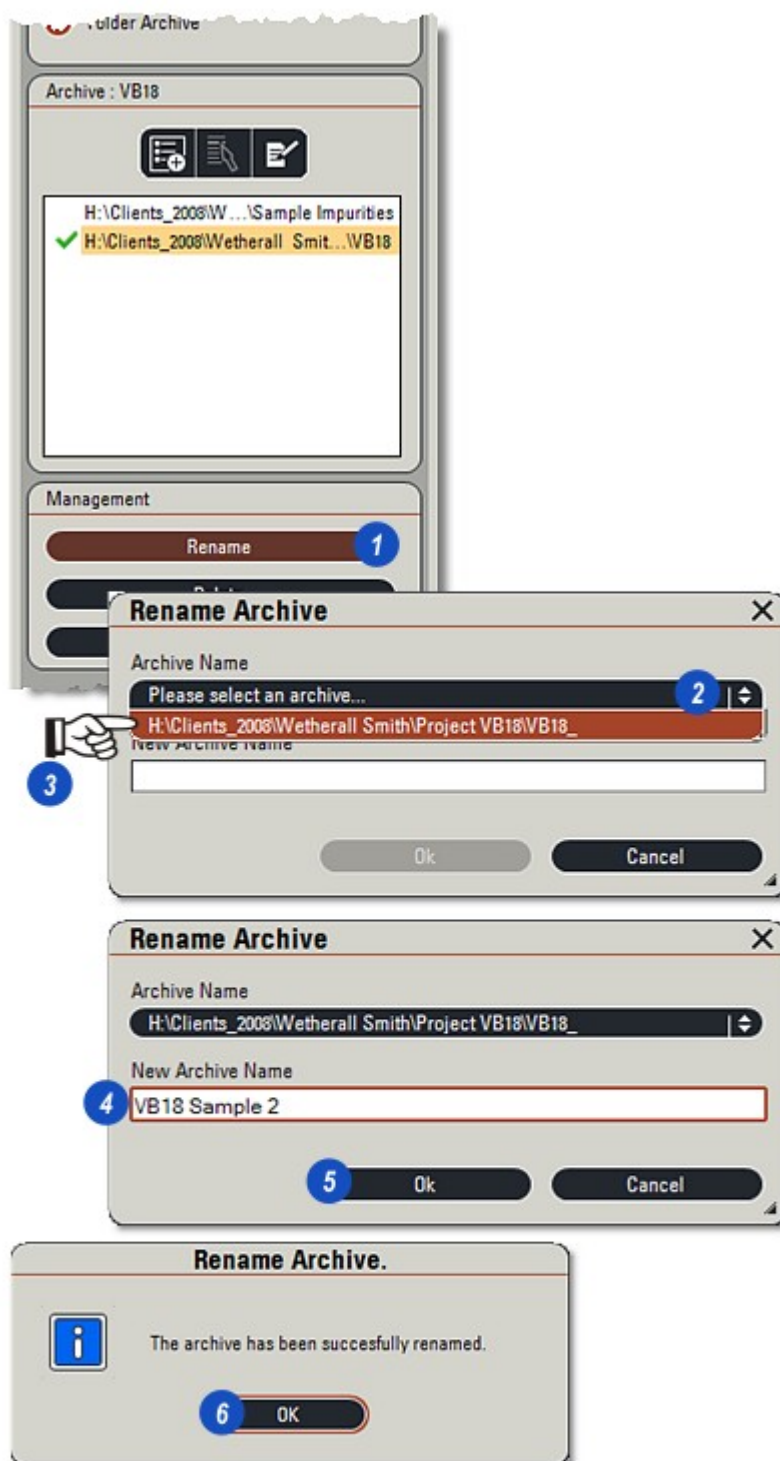 Folder Archive
Archive : VB18
H:\Clients_2008\W...\Sample Impurities
H:\Clients_2008\Wetherall Smit...\VB18
Management
Rename
1
Rename Archive
Archive Name
Please select an archive...
2
H:\Clients_2008\Wetherall Smith\Project VB18\VB18_
3
New Archive Name
Ok
Cancel
Rename Archive
Archive Name
H:\Clients_2008\Wetherall Smith\Project VB18\VB18_
New Archive Name
4
VB18 Sample 2
5
Ok
Cancel
Rename Archive.
The archive has been succesfully renamed.
6
OK